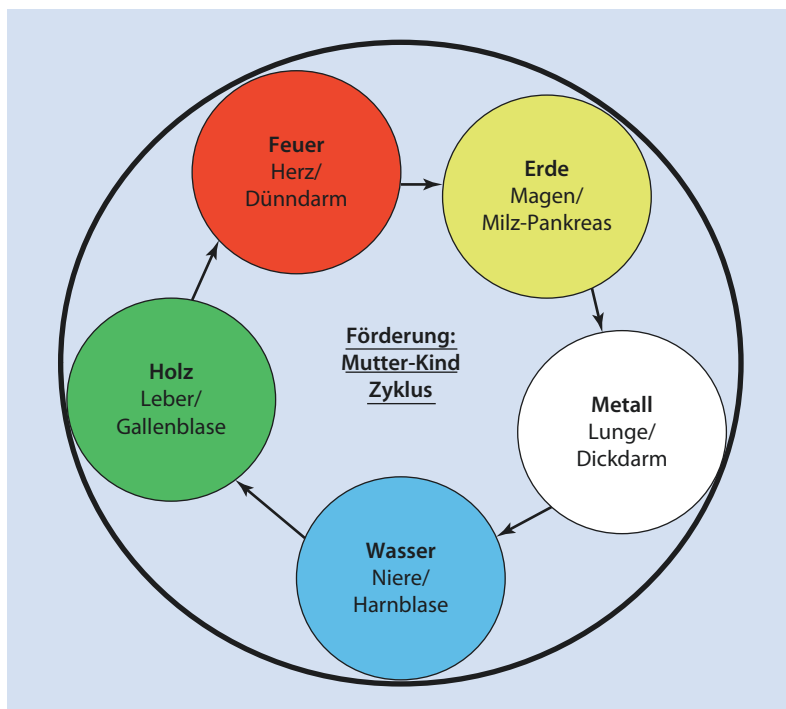 Feuer
Herz/
Dünndarm
Erde
Magen/
Milz-Pankreas
Förderung:
Mutter-Kind
Zyklus
Holz
Leber/
Gallenblase
Metall
Lunge/
Dickdarm
Wasser
Niere/
Harnblase